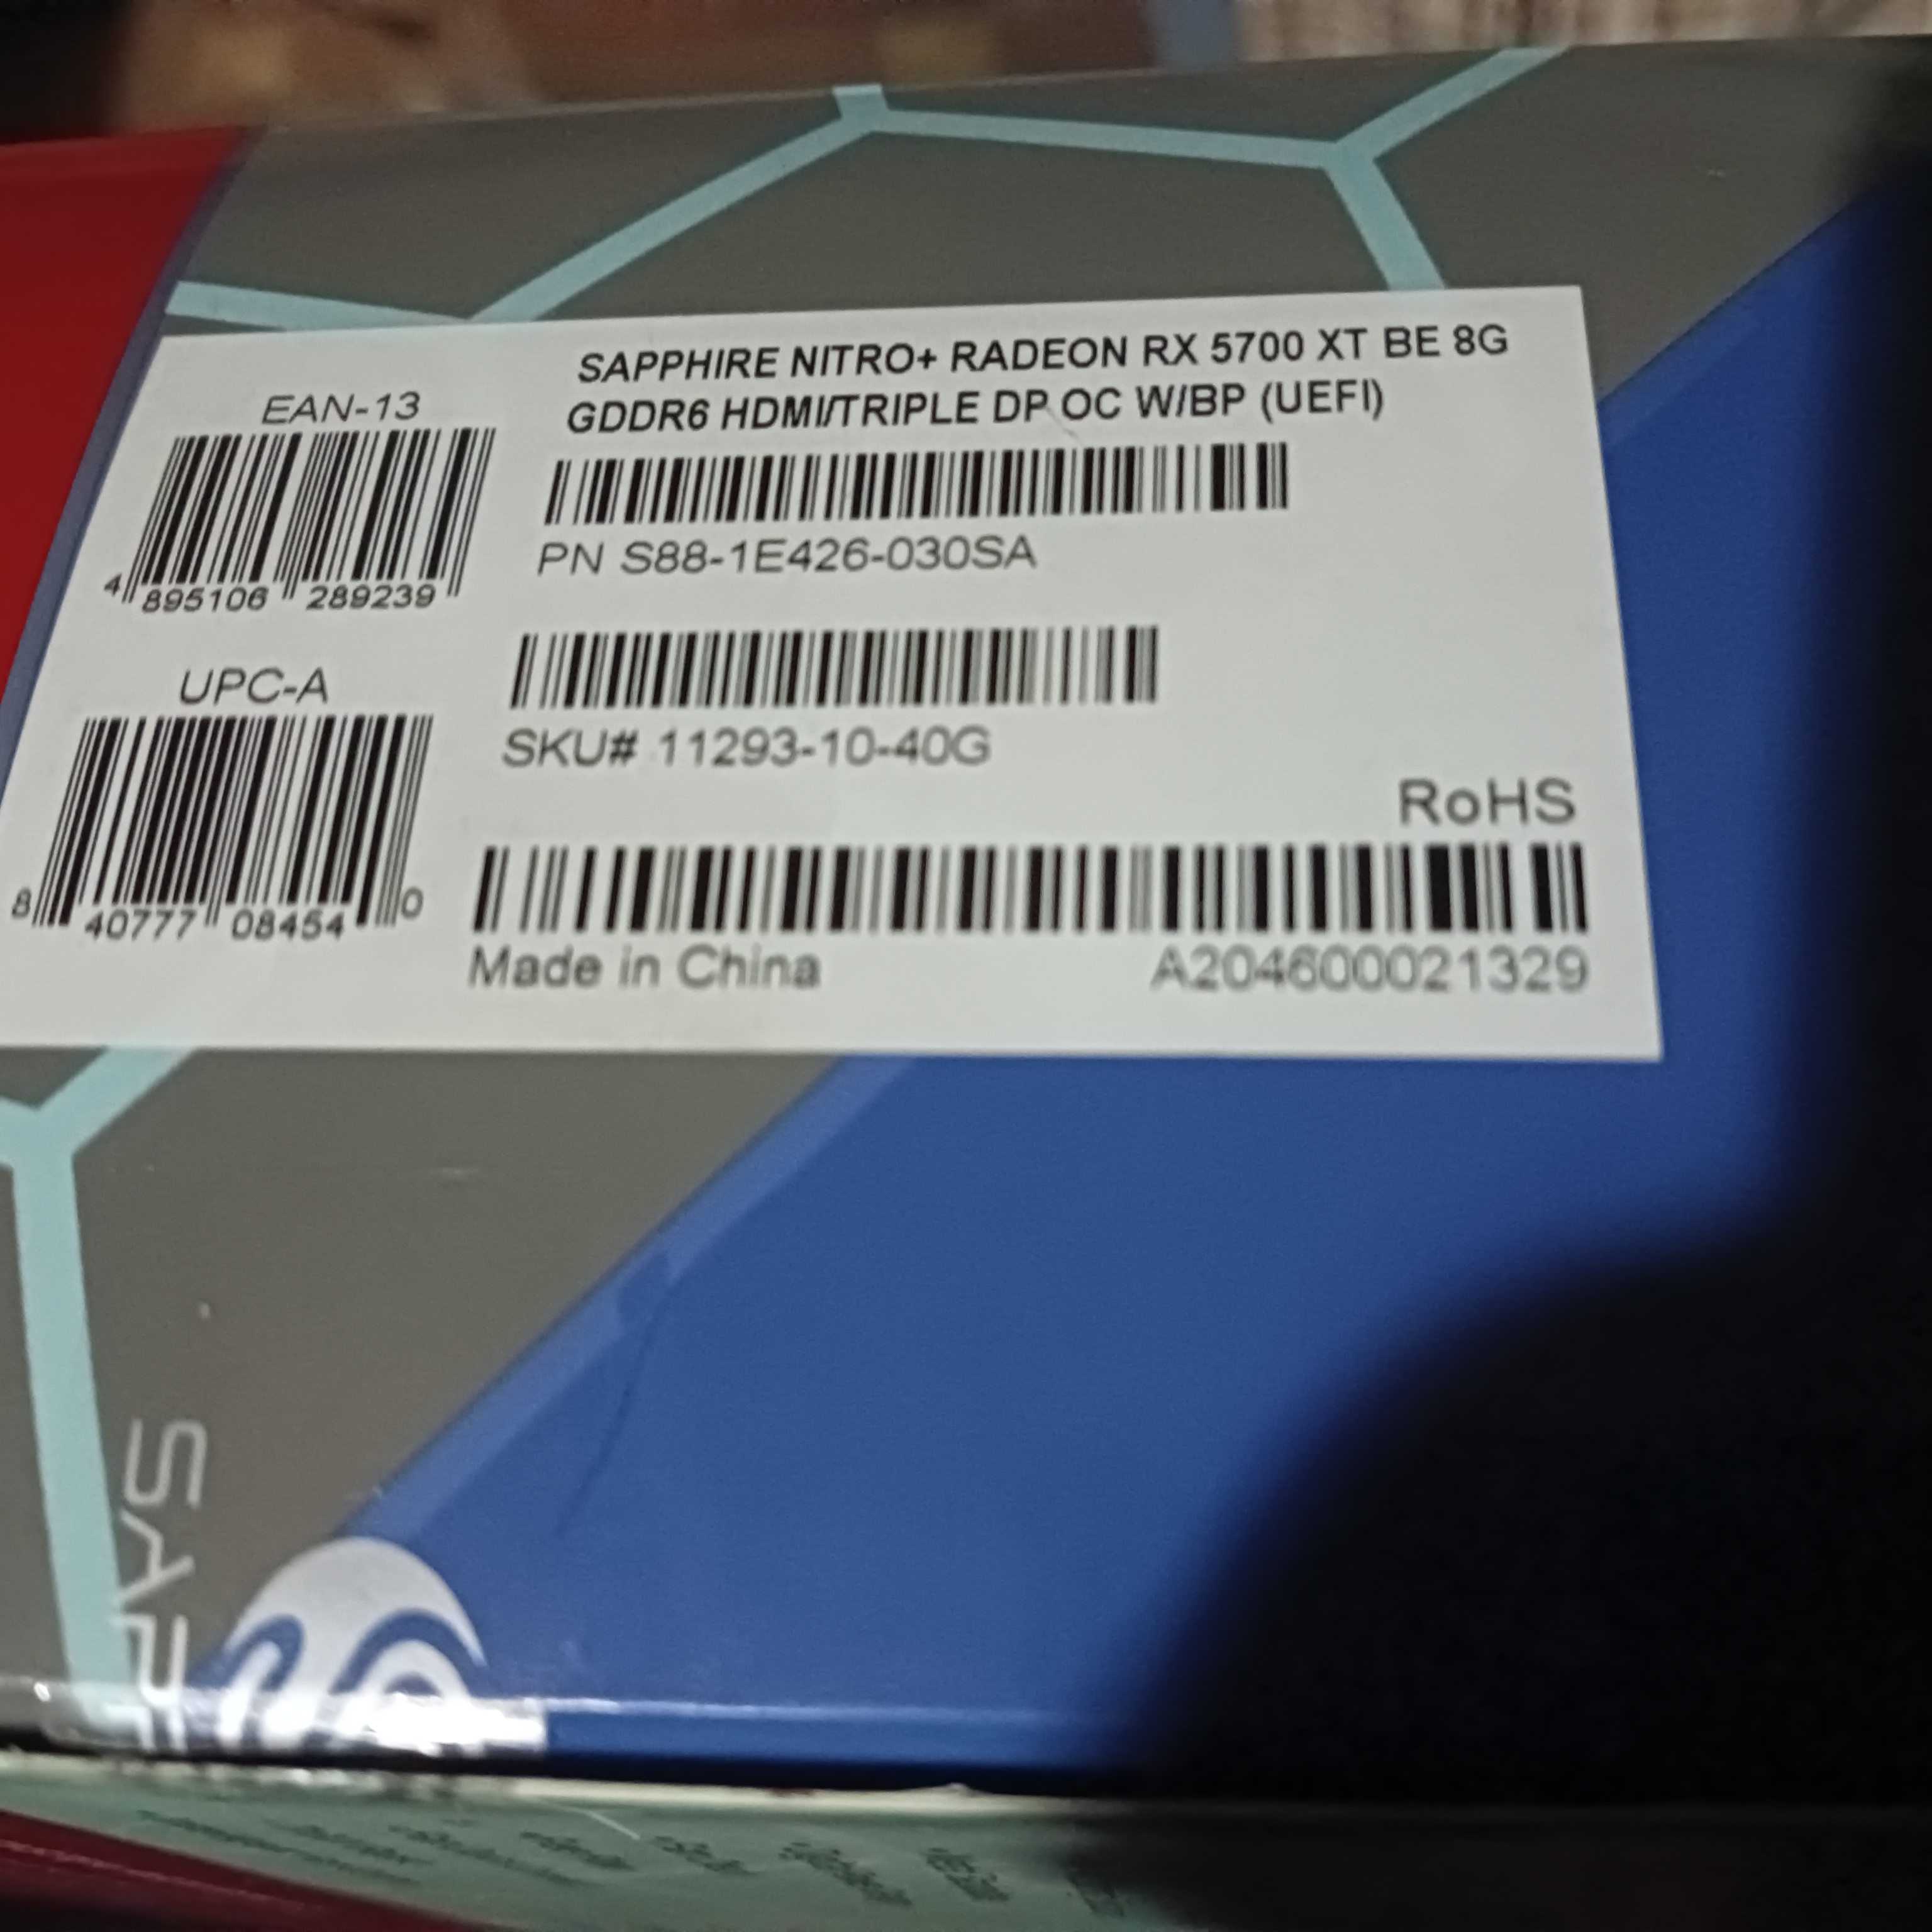 SAPPHIRE NITRO+ RADEON RX 5700 XT BE 8G
GDDR6 HDMI/TRIPLE DP OC W/BP (UEFI)
EAN-13
4 895106 289239
PN S88-1E426-030SA
UPC-A
8 40777 08454 0
SKU# 11293-10-40G
RoHS
Made in China
A204600021329
SAPP